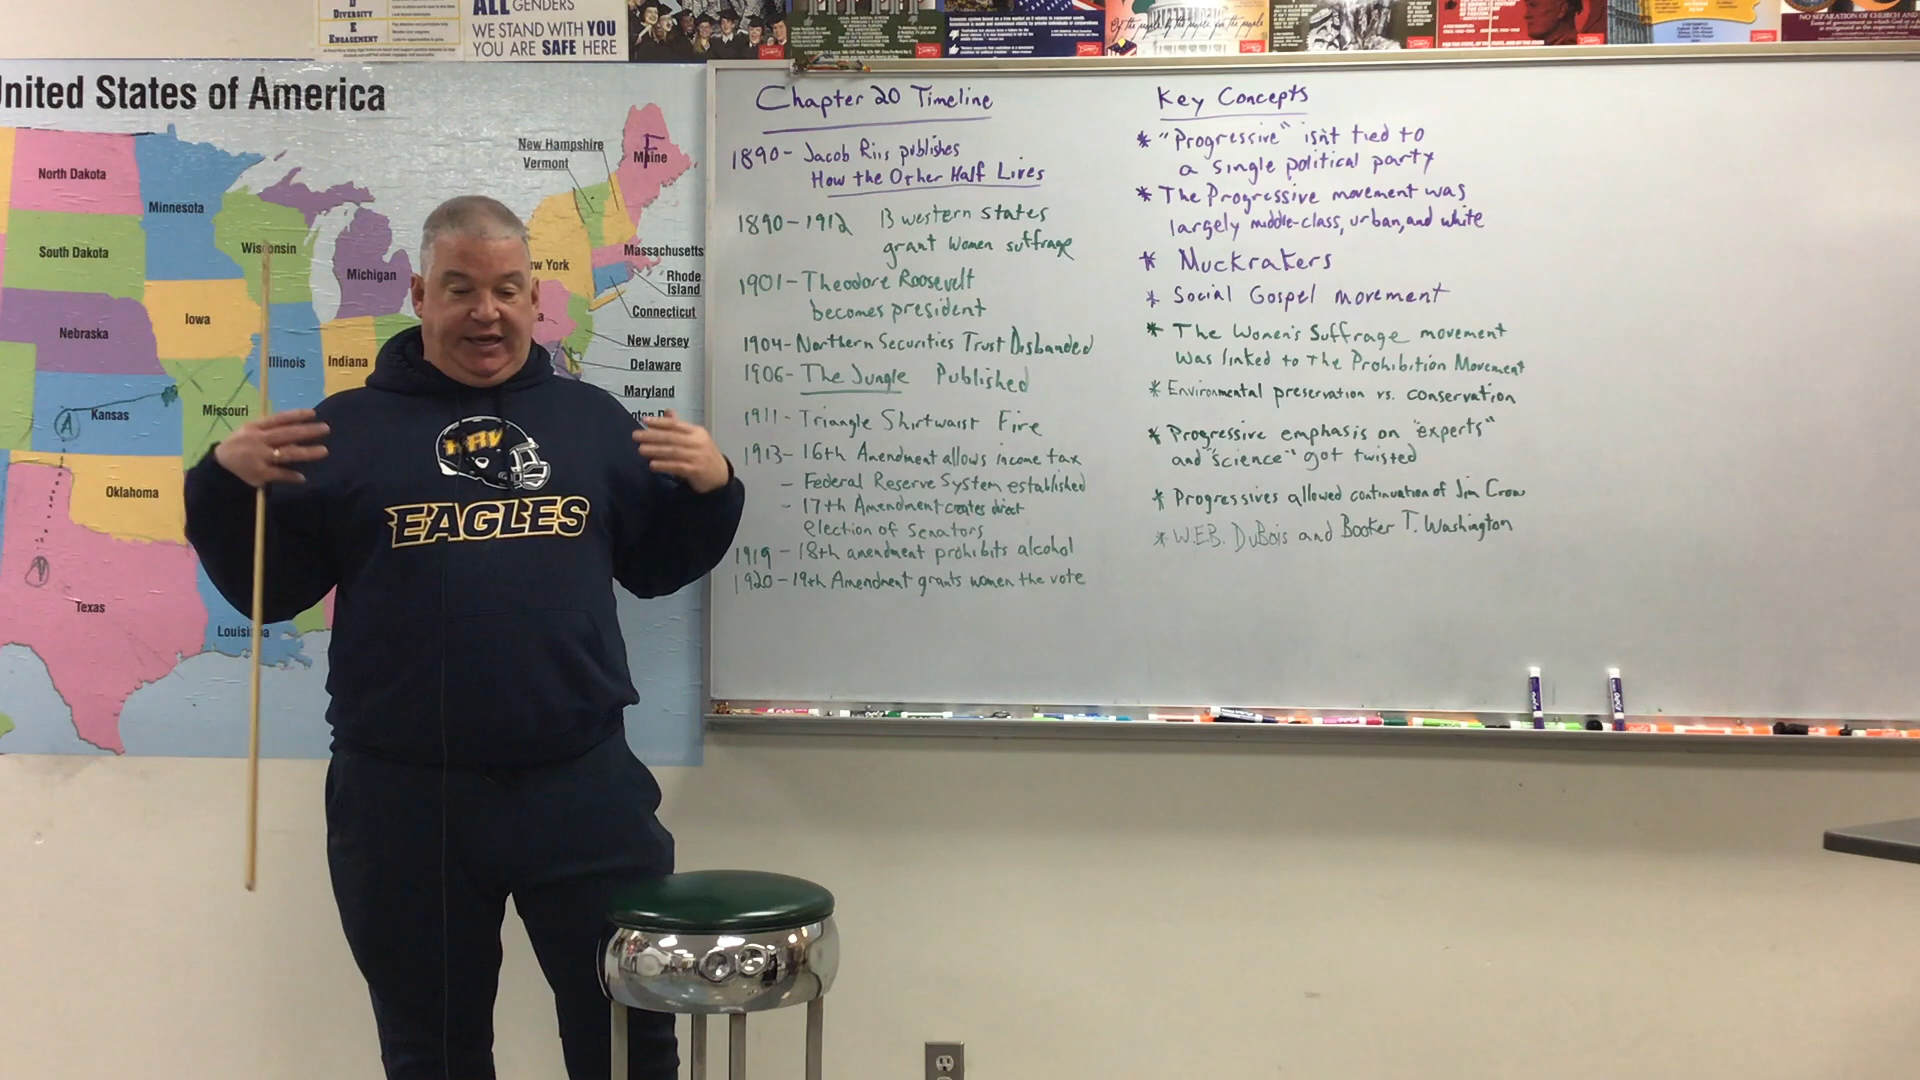 DIVERSITY
ENGAGEMENT
ALL GENDERS
WE STAND WITH YOU
YOU ARE SAFE HERE
United States of America
North Dakota
Minnesota
South Dakota
Wisconsin
Michigan
Nebraska
Iowa
Illinois
Indiana
Kansas
Missouri
Oklahoma
Texas
New Hampshire
Vermont
Maine
F
Massachusetts
Rhode
Island
Connecticut
New Jersey
Delaware
Maryland
A
EAGLES
Chapter 20 Timeline
1890- Jacob Riis publishes
How the Other Half Lives
1890-1912 13 western states
grant women suffrage
1901- Theodore Roosevelt
becomes president
1904- Northern Securities Trust Disbanded
1906- The Jungle Published
1911- Triangle Shirtwaist Fire
1913- 16th Amendment allows income tax
- Federal Reserve System established
- 17th Amendment creates direct
election of Senators
1919 - 18th amendment prohibits alcohol
1920 - 19th Amendment grants women the vote
Key Concepts
* "Progressive" isn't tied to
a single political party
* The Progressive movement was
largely middle-class, urban, and white
* Muckrakers
* Social Gospel movement
* The Women's Suffrage movement
was linked to the Prohibition Movement
* Environmental preservation vs. conservation
* Progressive emphasis on "experts"
and "science" got twisted
* Progressives allowed continuation of Jim Crow
* W.E.B. DuBois and Booker T. Washington